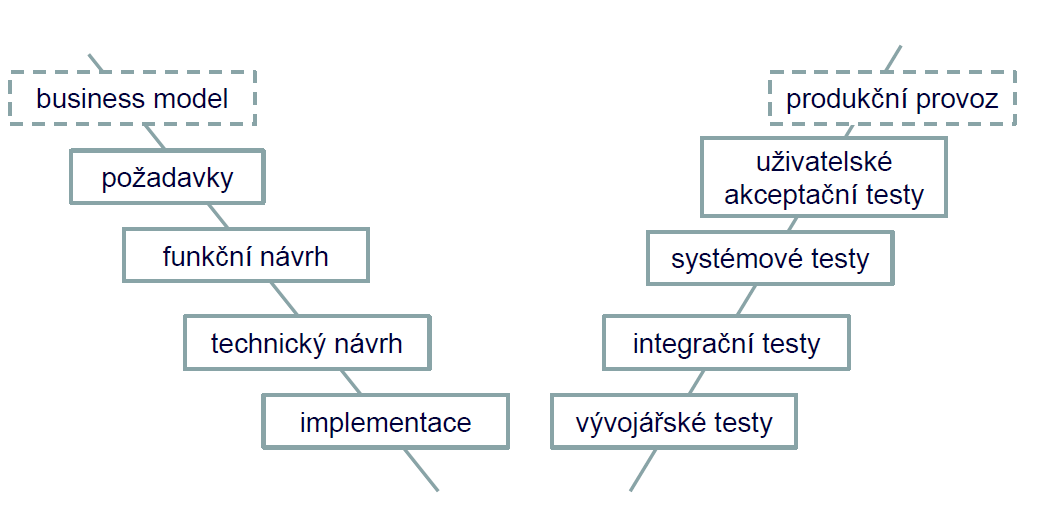 business model
požadavky
funkční návrh
technický návrh
implementace
produkční provoz
uživatelské
akceptační testy
systémové testy
integrační testy
vývojářské testy